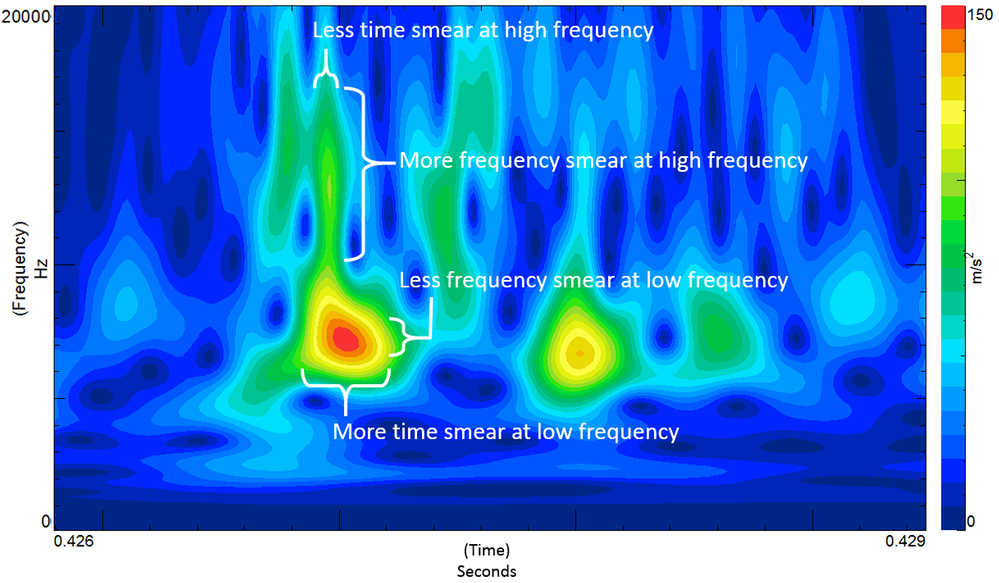 20000
150
Less time smear at high frequency
More frequency smear at high frequency
(Frequency)
Hz
m/s²
Less frequency smear at low frequency
More time smear at low frequency
0
0
0.426
0.429
(Time)
Seconds